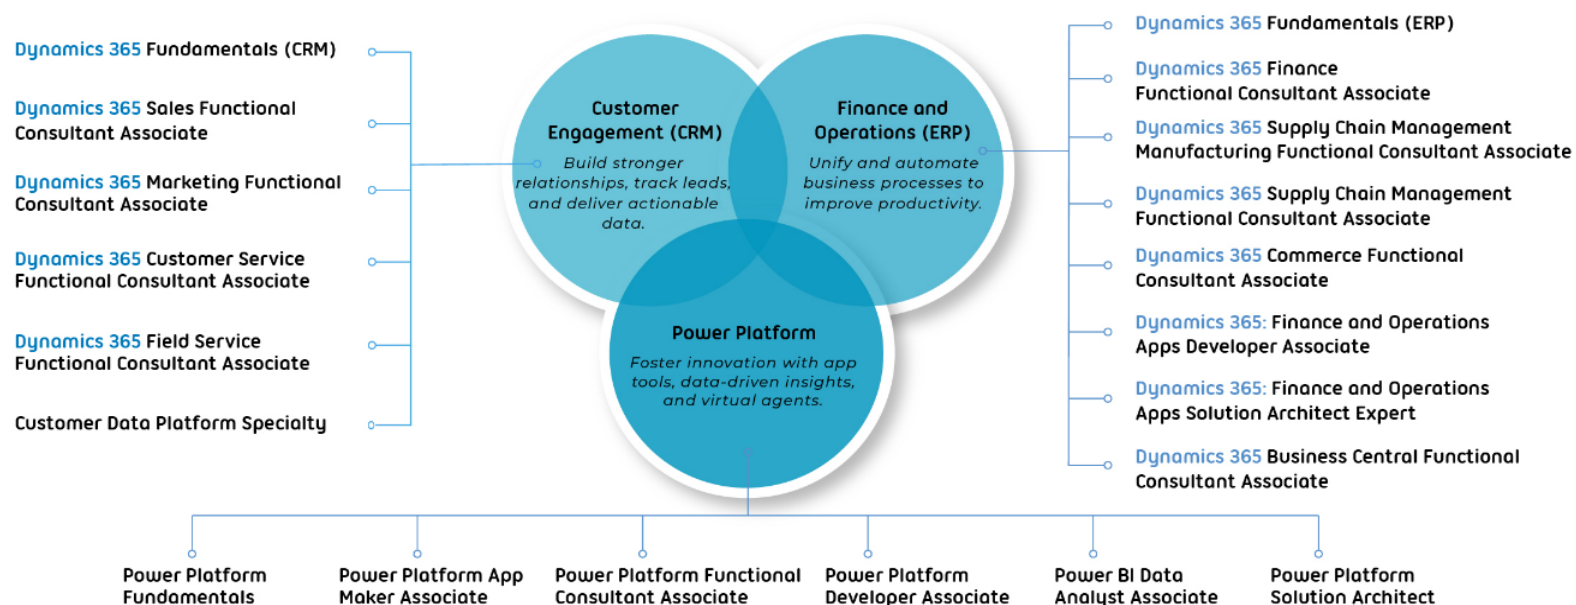 Dynamics 365 Fundamentals (CRM)
Dynamics 365 Sales Functional
Consultant Associate
Dynamics 365 Marketing Functional
Consultant Associate
Dynamics 365 Customer Service
Functional Consultant Associate
Dynamics 365 Field Service
Functional Consultant Associate
Customer Data Platform Specialty
Customer
Engagement (CRM)
Build stronger
relationships, track leads,
and deliver actionable
data.
Finance and
Operations (ERP)
Unify and automate
business processes to
improve productivity.
Power Platform
Foster innovation with app
tools, data-driven insights,
and virtual agents.
Dynamics 365 Fundamentals (ERP)
Dynamics 365 Finance
Functional Consultant Associate
Dynamics 365 Supply Chain Management
Manufacturing Functional Consultant Associate
Dynamics 365 Supply Chain Management
Functional Consultant Associate
Dynamics 365 Commerce Functional
Consultant Associate
Dynamics 365: Finance and Operations
Apps Developer Associate
Dynamics 365: Finance and Operations
Apps Solution Architect Expert
Dynamics 365 Business Central Functional
Consultant Associate
Power Platform
Fundamentals
Power Platform App
Maker Associate
Power Platform Functional
Consultant Associate
Power Platform
Developer Associate
Power BI Data
Analyst Associate
Power Platform
Solution Architect